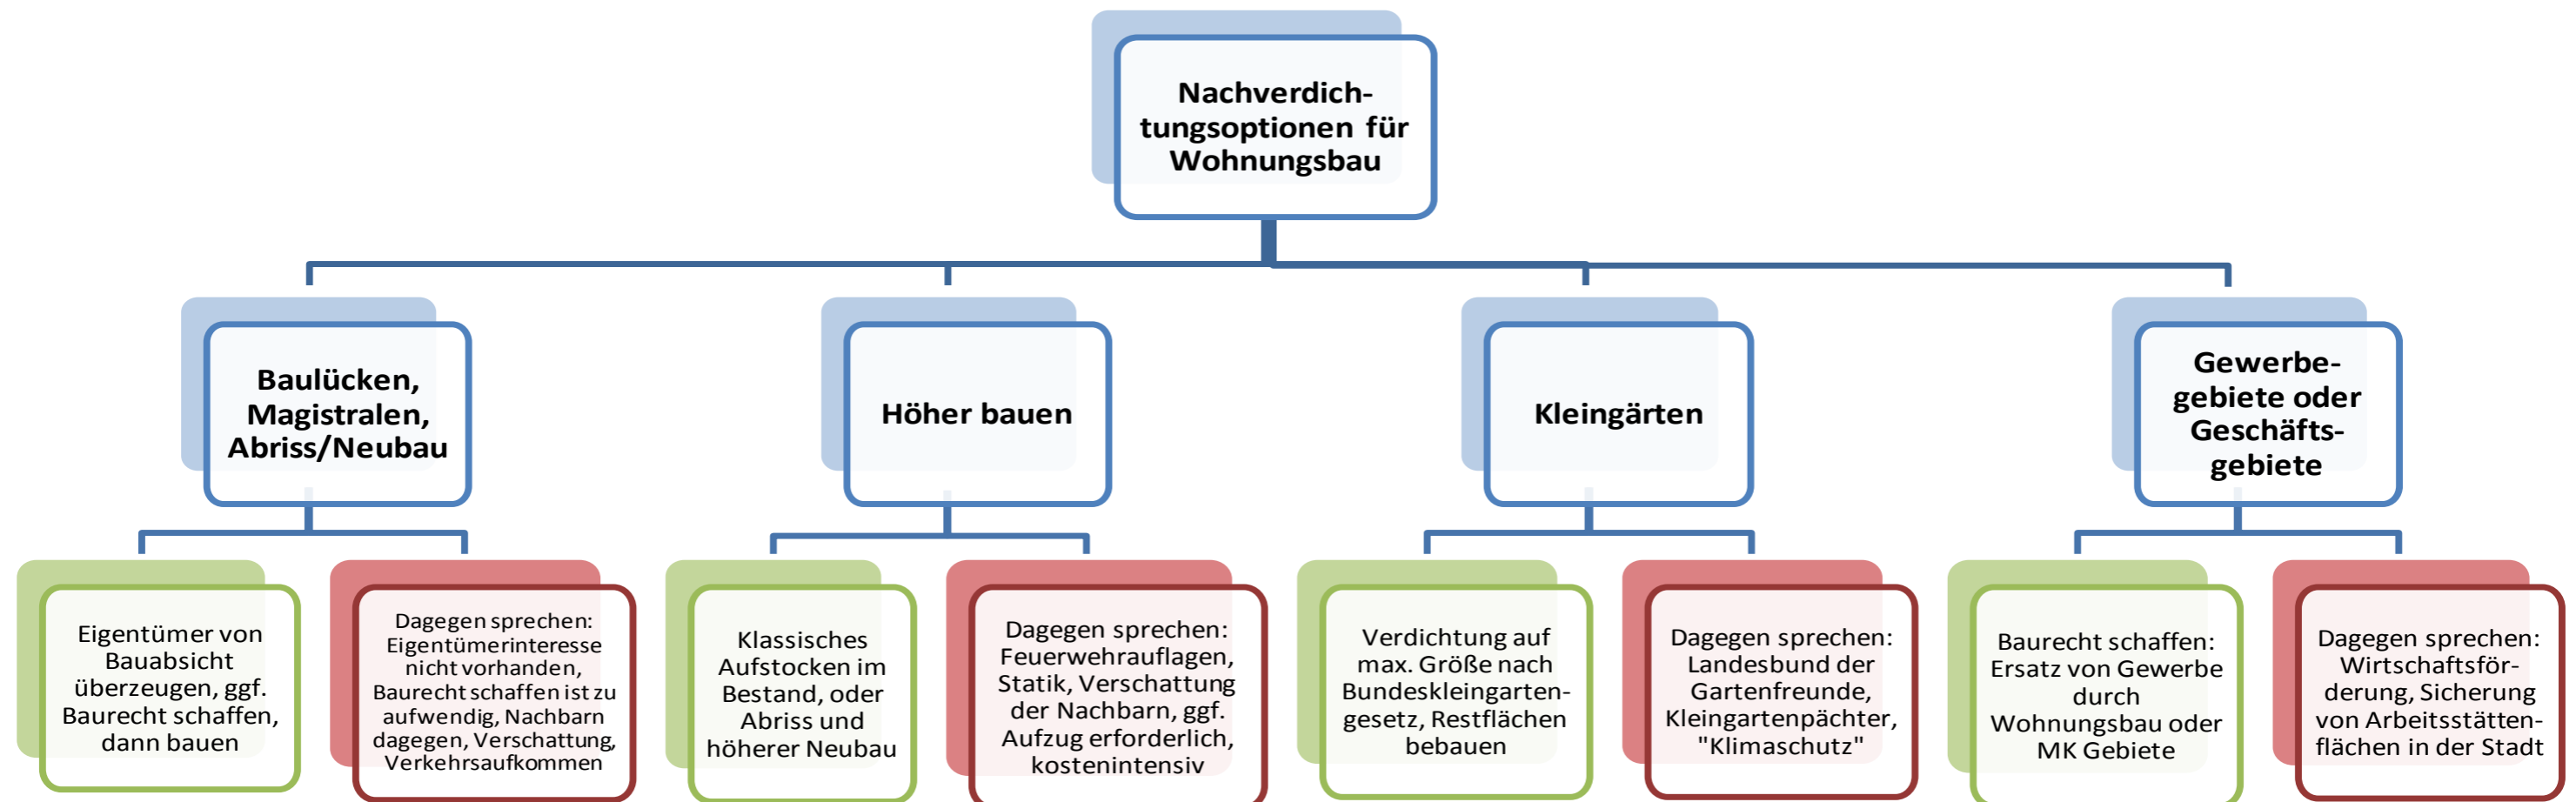 Nachverdich-
tungsoptionen für
Wohnungsbau
Baulücken,
Magistralen,
Abriss/Neubau
Höher bauen
Kleingärten
Gewerbe-
gebiete oder
Geschäfts-
gebiete
Eigentümer von
Bauabsicht
überzeugen, ggf.
Baurecht schaffen,
dann bauen
Dagegen sprechen:
Eigentümerinteresse
nicht vorhanden,
Baurecht schaffen ist zu
aufwendig, Nachbarn
dagegen, Verschattung,
Verkehrsaufkommen
Klassisches
Aufstocken im
Bestand, oder
Abriss und
höherer Neubau
Dagegen sprechen:
Feuerwehrauflagen,
Statik, Verschattung
der Nachbarn, ggf.
Aufzug erforderlich,
kostenintensiv
Verdichtung auf
max. Größe nach
Bundeskleingarten-
gesetz, Restflächen
bebauen
Dagegen sprechen:
Landesbund der
Gartenfreunde,
Kleingartenpächter,
"Klimaschutz"
Baurecht schaffen:
Ersatz von Gewerbe
durch
Wohnungsbau oder
MK Gebiete
Dagegen sprechen:
Wirtschaftsför-
derung, Sicherung
von Arbeitsstätten-
flächen in der Stadt